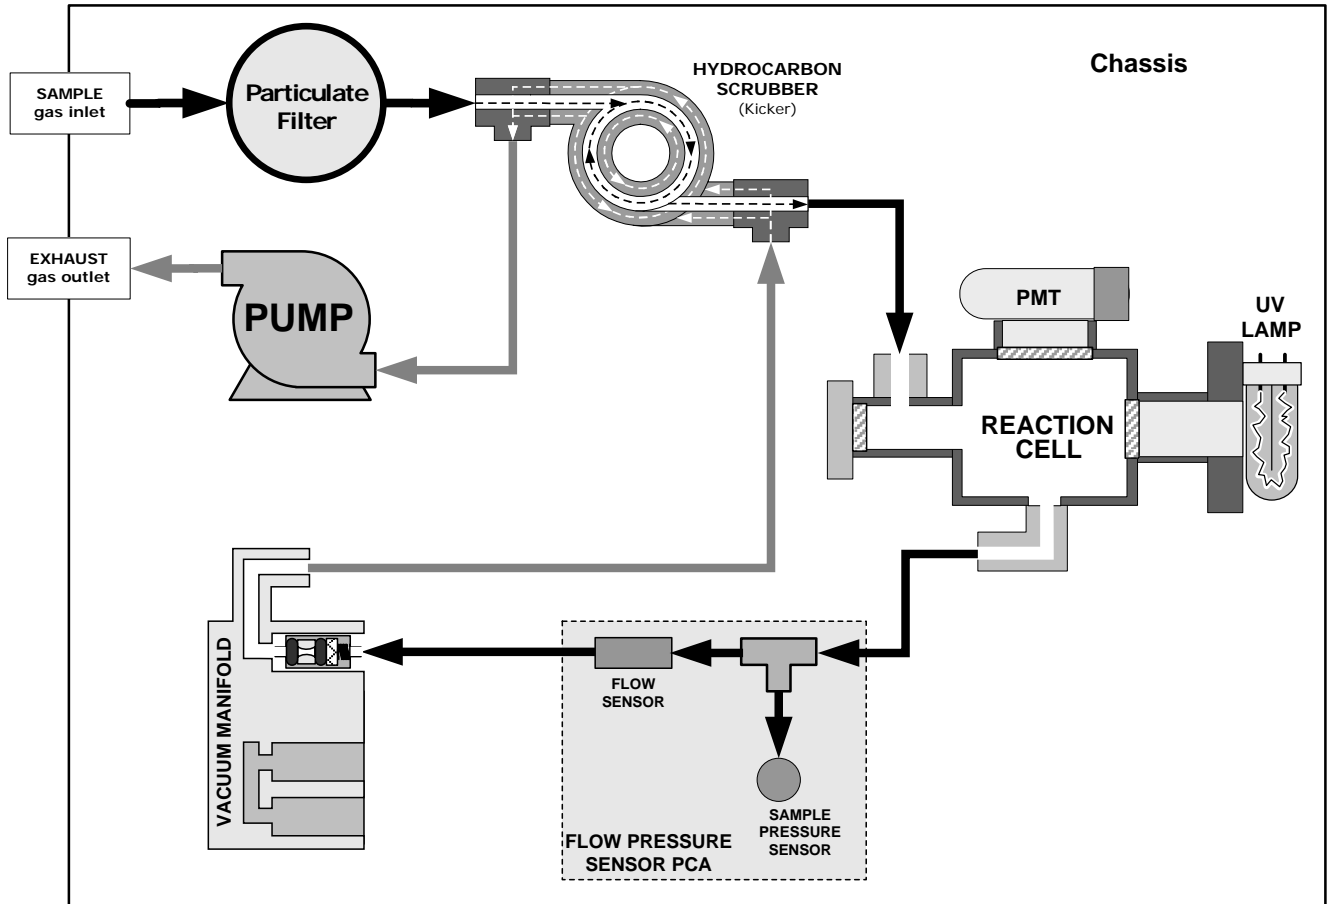 Chassis
SAMPLE
gas inlet
Particulate
Filter
HYDROCARBON
SCRUBBER
(Kicker)
EXHAUST
gas outlet
PUMP
PMT
UV
LAMP
REACTION
CELL
VACUUM MANIFOLD
FLOW
SENSOR
SAMPLE
PRESSURE
SENSOR
FLOW PRESSURE
SENSOR PCA